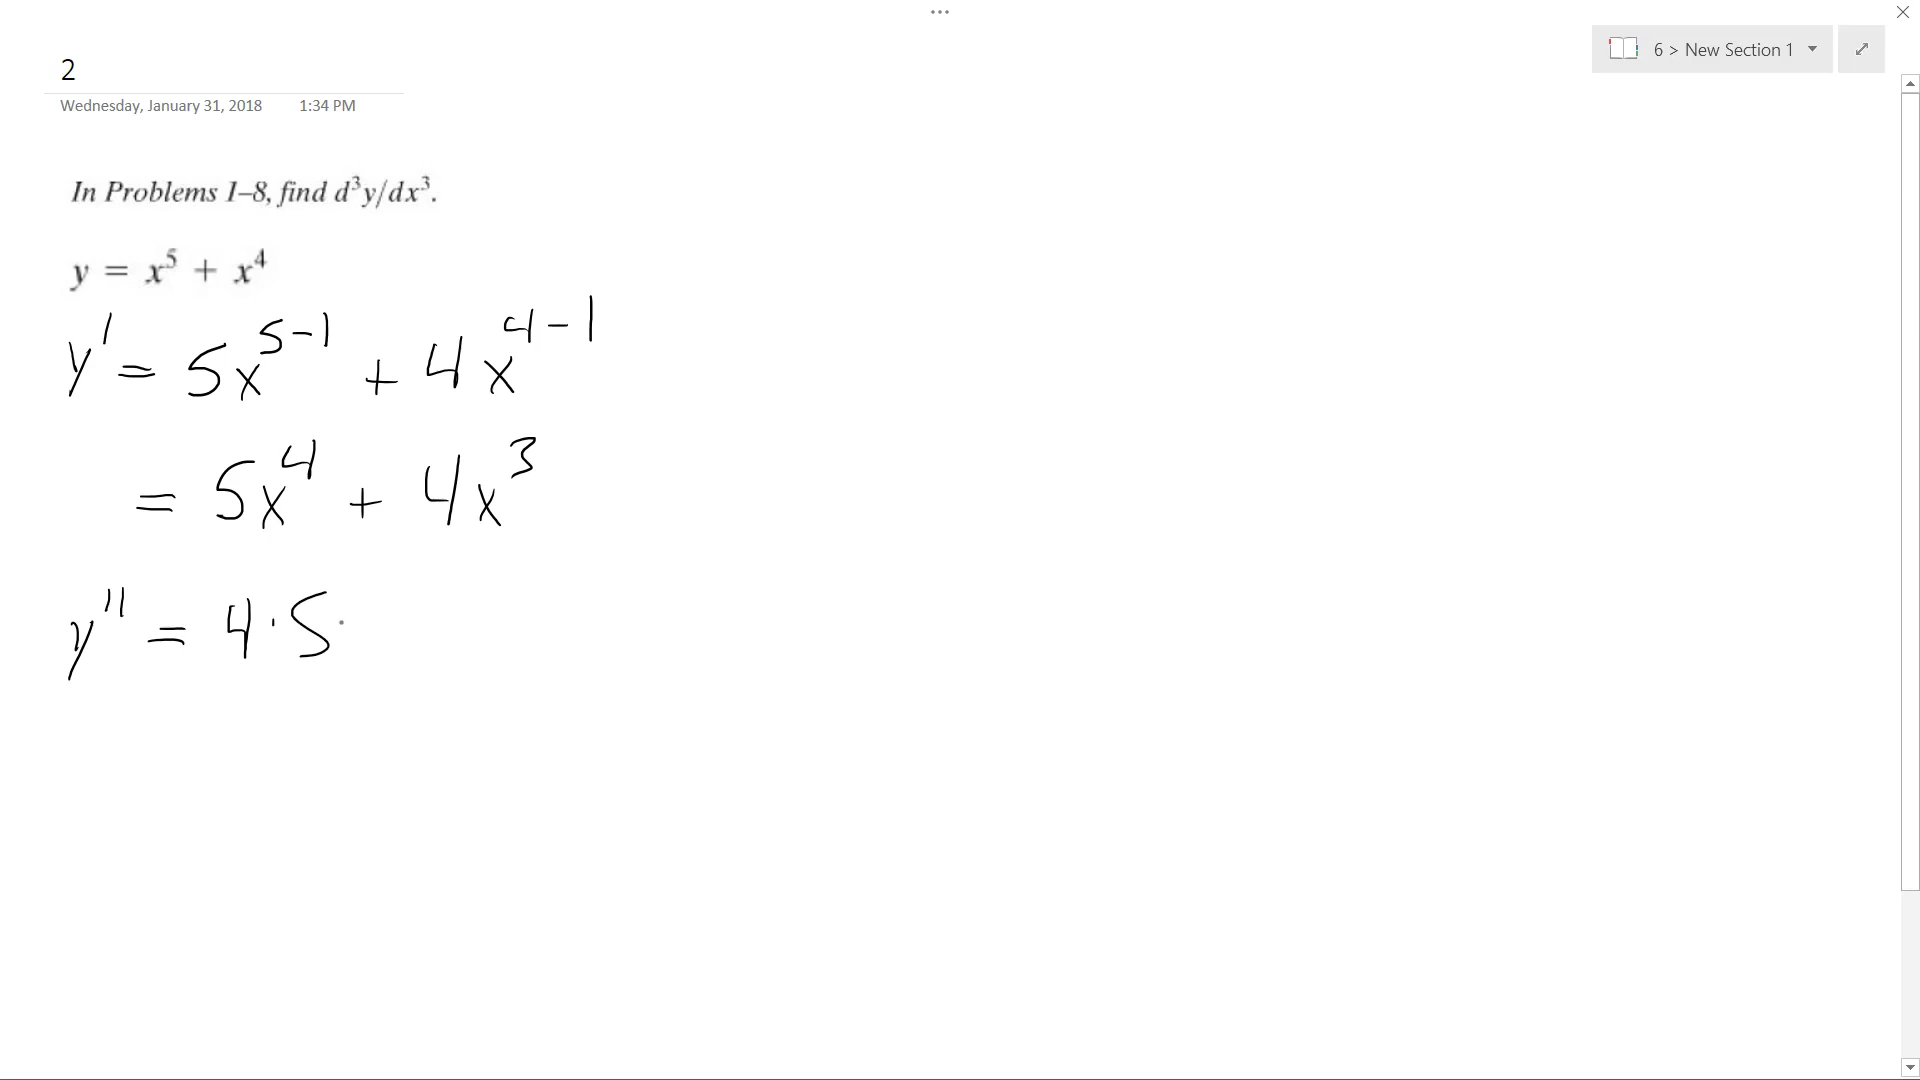 ...
6 > New Section 1
2
Wednesday, January 31, 2018 1:34 PM
In Problems 1–8, find d³y/dx³.
y = x⁵ + x⁴
y' = 5x⁵⁻¹ + 4x⁴⁻¹
= 5x⁴ + 4x³
y'' = 4·5